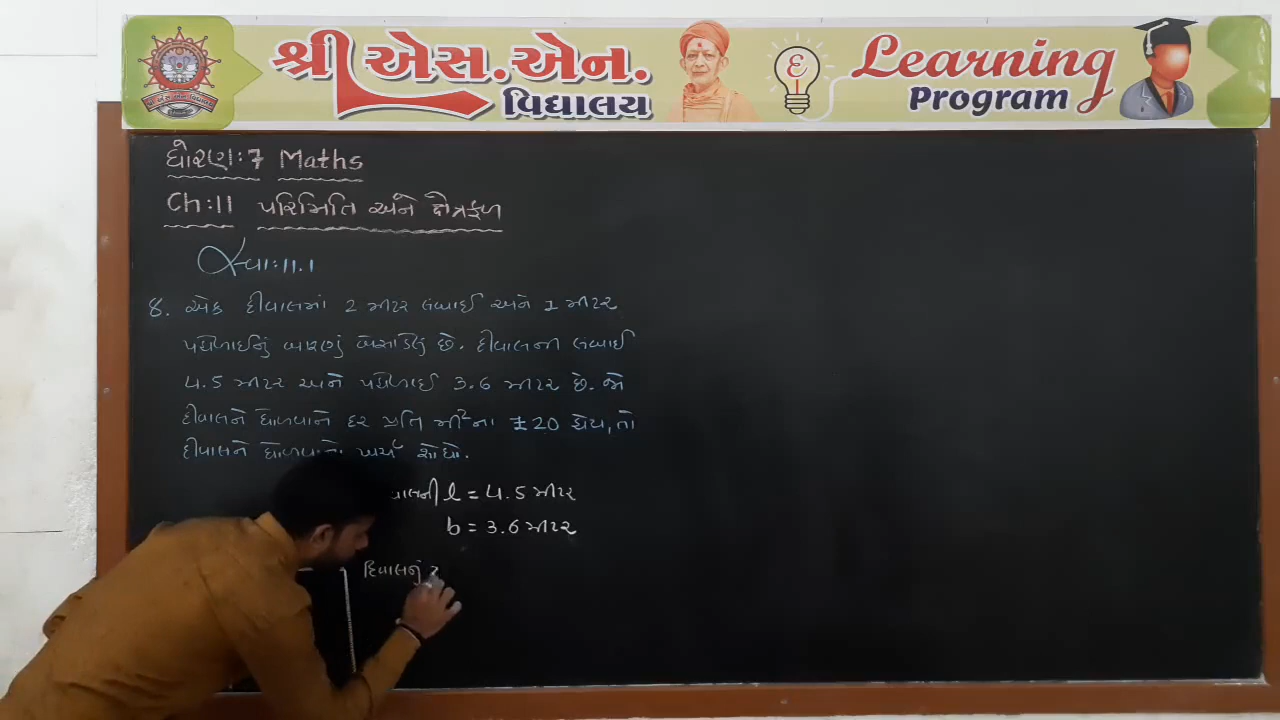 શ્રી એસ.એન.
વિદ્યાલય
Learning
Program
ધોરણ:7 Maths
Ch:11 પરિમિતિ અને ક્ષેત્રફળ
સ્વા:11.1
8. એક દીવાલમાં 2 મીટર લંબાઈ અને 1 મીટર
પહોળાઈનું બારણું બેસાડેલું છે. દીવાલની લંબાઈ
4.5 મીટર અને પહોળાઈ 3.6 મીટર છે. જો
દીવાલને ધોળવાનો દર પ્રતિ મી²ના ₹20 હોય, તો
દીવાલને ધોળવાનો ખર્ચ શોધો.
l = 4.5 મીટર
b = 3.6 મીટર
દિવાલનું